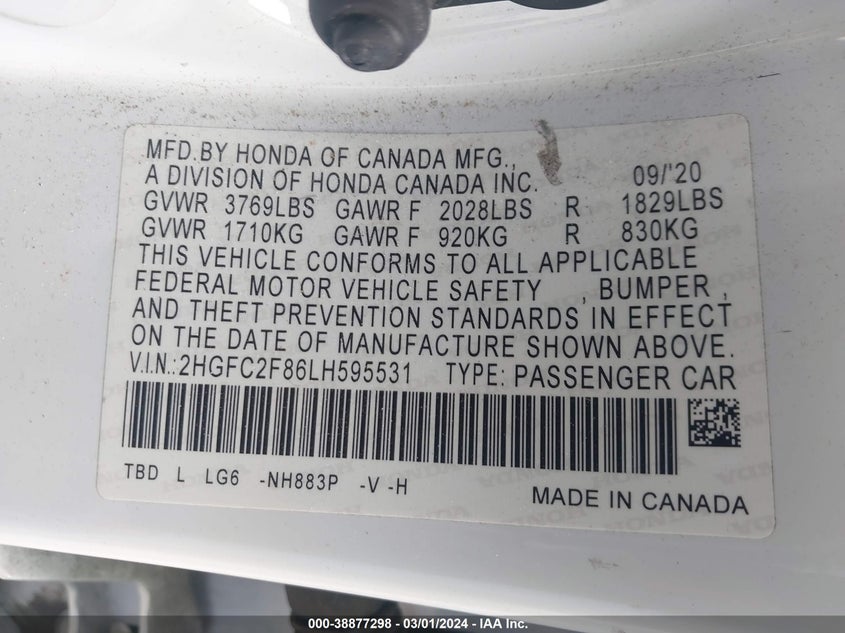 MFD.BY HONDA OF CANADA MFG.,
A DIVISION OF HONDA CANADA INC. 09/'20
GVWR 3769LBS GAWR F 2028LBS R 1829LBS
GVWR 1710KG GAWR F 920KG R 830KG
THIS VEHICLE CONFORMS TO ALL APPLICABLE
FEDERAL MOTOR VEHICLE SAFETY , BUMPER ,
AND THEFT PREVENTION STANDARDS IN EFFECT
ON THE DATE OF MANUFACTURE SHOWN ABOVE.
V.I.N.:2HGFC2F86LH595531 TYPE: PASSENGER CAR
TBD L LG6 -NH883P -V -H
MADE IN CANADA
000-38877298 - 03/01/2024 - IAA Inc.